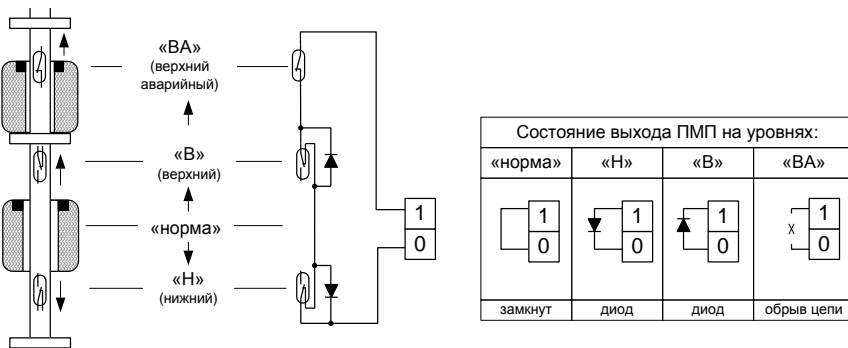 «ВА»
(верхний
аварийный)
«В»
(верхний)
«норма»
«Н»
(нижний)
1
0
Состояние выхода ПМП на уровнях:
«норма» «Н» «В» «ВА»
1 1 1 1
0 0 0 0
замкнут диод диод обрыв цепи